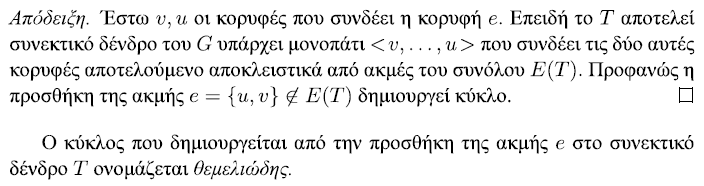 Απόδειξη. Έστω v, u οι κορυφές που συνδέει η κορυφή e. Επειδή το T αποτελεί
συνεκτικό δένδρο του G υπάρχει μονοπάτι <v, . . . , u> που συνδέει τις δύο αυτές
κορυφές αποτελούμενο αποκλειστικά από ακμές του συνόλου E(T). Προφανώς η
προσθήκη της ακμής e = {u, v} ∉ E(T) δημιουργεί κύκλο. □
Ο κύκλος που δημιουργείται από την προσθήκη της ακμής e στο συνεκτικό
δένδρο T ονομάζεται θεμελιώδης.